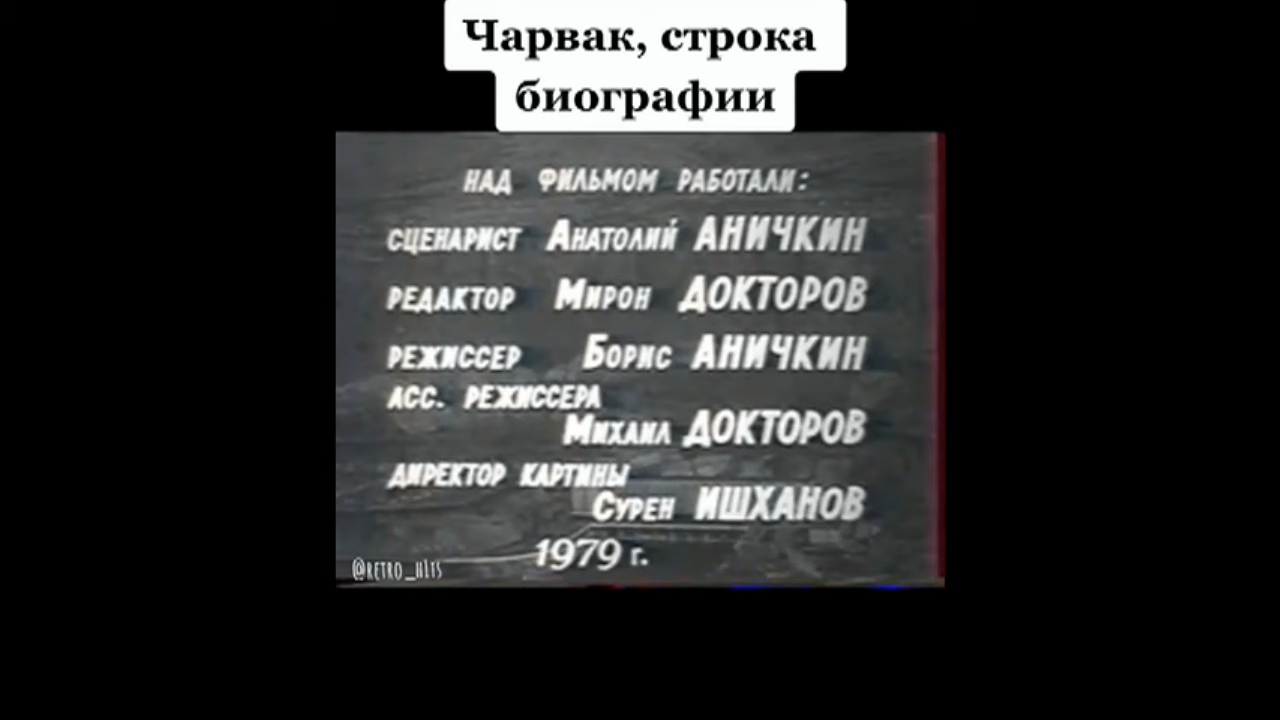 Чарвак, строка
биографии
НАД ФИЛЬМОМ РАБОТАЛИ:
СЦЕНАРИСТ АНАТОЛИЙ АНИЧКИН
РЕДАКТОР МИРОН ДОКТОРОВ
РЕЖИССЕР БОРИС АНИЧКИН
АСС. РЕЖИССЕРА
МИХАИЛ ДОКТОРОВ
ДИРЕКТОР КАРТИНЫ
СУРЕН ИШХАНОВ
1979 г.